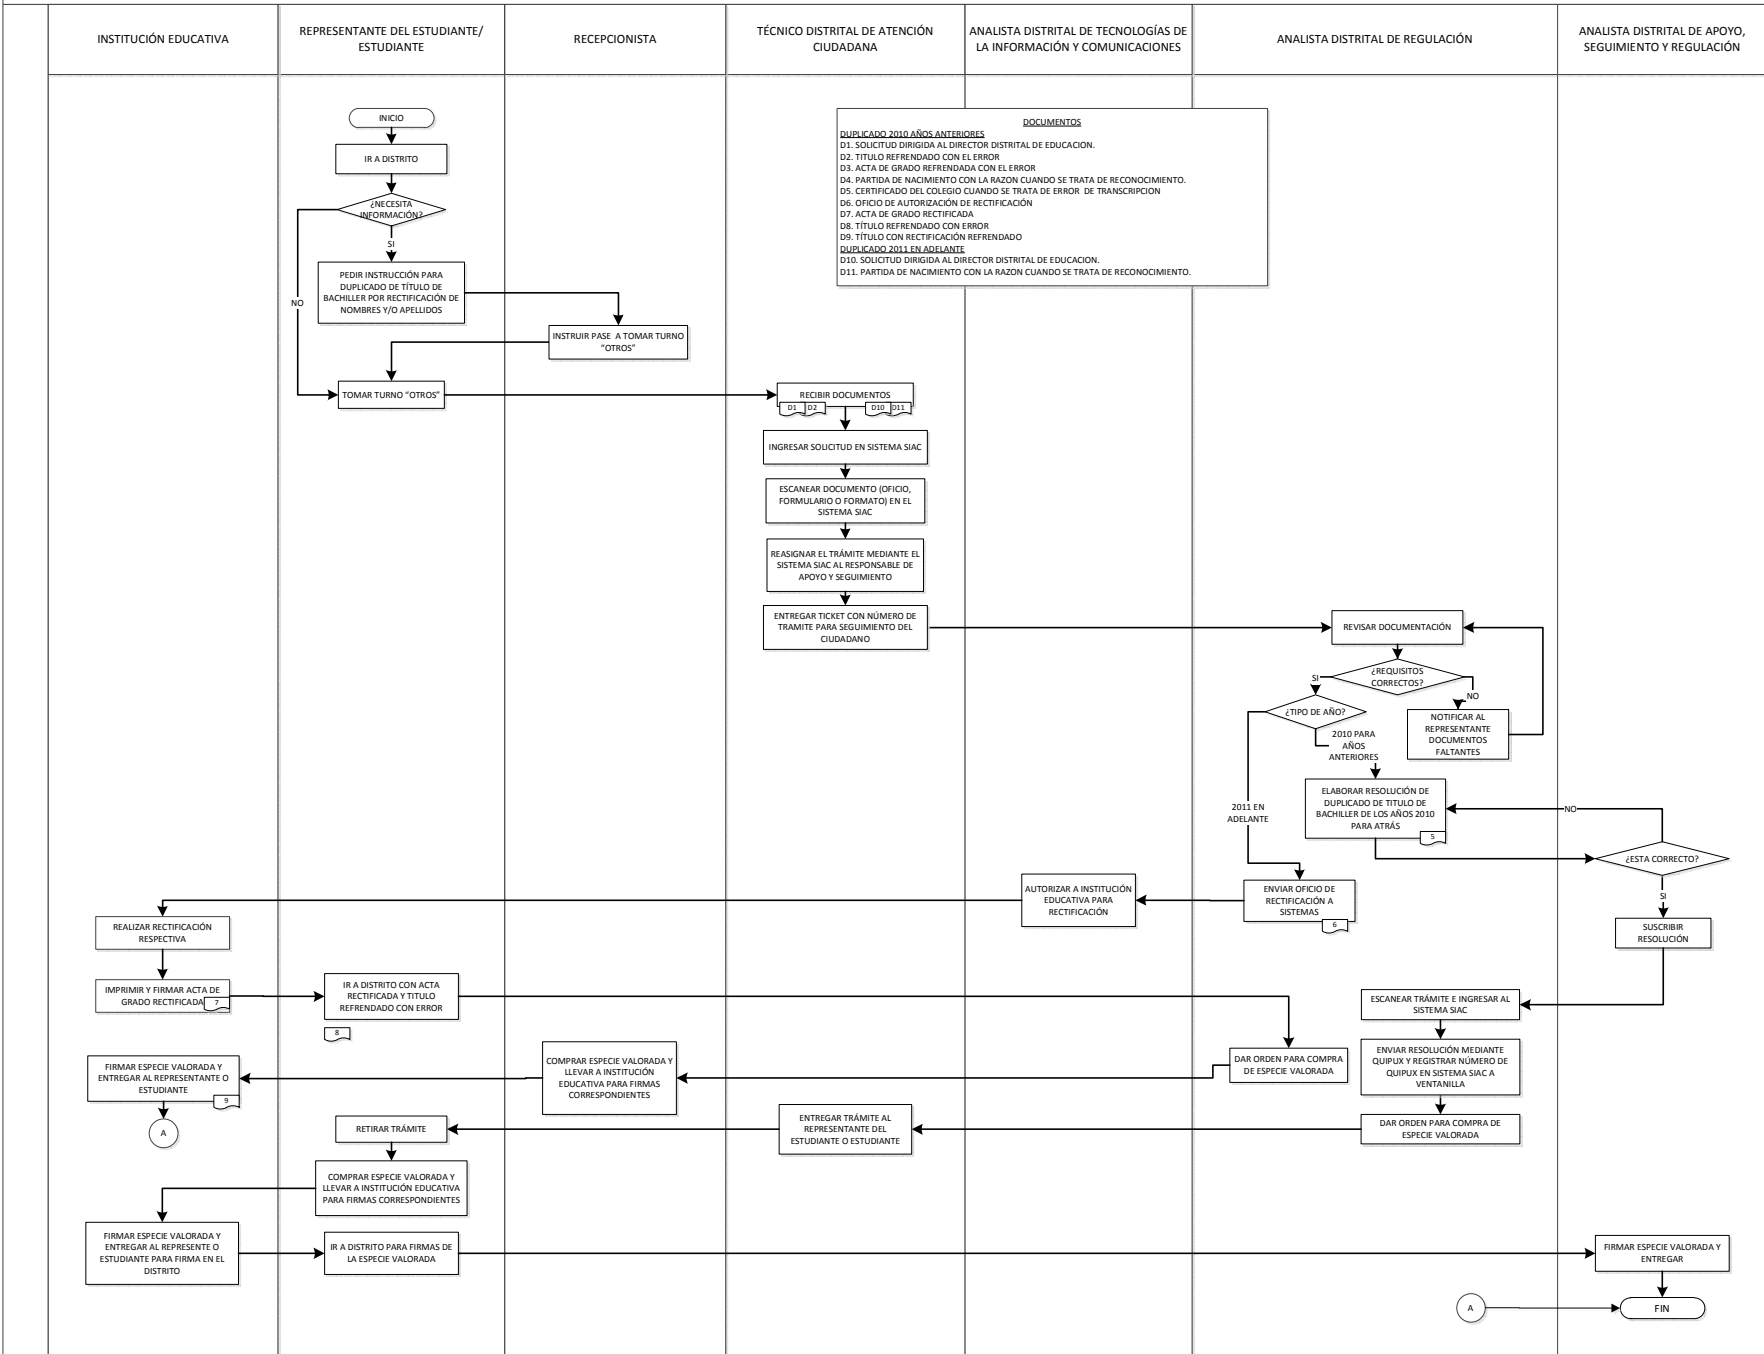 INSTITUCIÓN EDUCATIVA
REPRESENTANTE DEL ESTUDIANTE/
ESTUDIANTE
RECEPCIONISTA
TÉCNICO DISTRITAL DE ATENCIÓN
CIUDADANA
ANALISTA DISTRITAL DE TECNOLOGÍAS DE
LA INFORMACIÓN Y COMUNICACIONES
ANALISTA DISTRITAL DE REGULACIÓN
ANALISTA DISTRITAL DE APOYO,
SEGUIMIENTO Y REGULACIÓN
INICIO
IR A DISTRITO
¿NECESITA
INFORMACIÓN?
SI
NO
PEDIR INSTRUCCIÓN PARA
DUPLICADO DE TÍTULO DE
BACHILLER POR RECTIFICACIÓN DE
NOMBRES Y/O APELLIDOS
INSTRUIR PASE  A TOMAR TURNO
“OTROS”
TOMAR TURNO “OTROS”
DOCUMENTOS
DUPLICADO 2010 AÑOS ANTERIORES
D1. SOLICITUD DIRIGIDA AL DIRECTOR DISTRITAL DE EDUCACION.
D2. TITULO REFRENDADO CON EL ERROR
D3. ACTA DE GRADO REFRENDADA CON EL ERROR
D4. PARTIDA DE NACIMIENTO CON LA RAZON CUANDO SE TRATA DE RECONOCIMIENTO.
D5. CERTIFICADO DEL COLEGIO CUANDO SE TRATA DE ERROR  DE TRANSCRIPCION
D6. OFICIO DE AUTORIZACIÓN DE RECTIFICACIÓN
D7. ACTA DE GRADO RECTIFICADA
D8. TÍTULO REFRENDADO CON ERROR
D9. TÍTULO CON RECTIFICACIÓN REFRENDADO
DUPLICADO 2011 EN ADELANTE
D10. SOLICITUD DIRIGIDA AL DIRECTOR DISTRITAL DE EDUCACION.
D11. PARTIDA DE NACIMIENTO CON LA RAZON CUANDO SE TRATA DE RECONOCIMIENTO.
RECIBIR DOCUMENTOS
D1 D2 D10 D11
INGRESAR SOLICITUD EN SISTEMA SIAC
ESCANEAR DOCUMENTO (OFICIO,
FORMULARIO O FORMATO) EN EL
SISTEMA SIAC
REASIGNAR EL TRÁMITE MEDIANTE EL
SISTEMA SIAC AL RESPONSABLE DE
APOYO Y SEGUIMIENTO
ENTREGAR TICKET CON NÚMERO DE
TRAMITE PARA SEGUIMIENTO DEL
CIUDADANO
REVISAR DOCUMENTACIÓN
¿REQUISITOS
CORRECTOS?
SI
NO
¿TIPO DE AÑO?
NOTIFICAR AL
REPRESENTANTE
DOCUMENTOS
FALTANTES
2010 PARA
AÑOS
ANTERIORES
2011 EN
ADELANTE
ELABORAR RESOLUCIÓN DE
DUPLICADO DE TITULO DE
BACHILLER DE LOS AÑOS 2010
PARA ATRÁS
5
NO
¿ESTA CORRECTO?
SI
SUSCRIBIR
RESOLUCIÓN
ENVIAR OFICIO DE
RECTIFICACIÓN A
SISTEMAS
6
AUTORIZAR A INSTITUCIÓN
EDUCATIVA PARA
RECTIFICACIÓN
REALIZAR RECTIFICACIÓN
RESPECTIVA
IMPRIMIR Y FIRMAR ACTA DE
GRADO RECTIFICADA
7
IR A DISTRITO CON ACTA
RECTIFICADA Y TITULO
REFRENDADO CON ERROR
8
ESCANEAR TRÁMITE E INGRESAR AL
SISTEMA SIAC
ENVIAR RESOLUCIÓN MEDIANTE
QUIPUX Y REGISTRAR NÚMERO DE
QUIPUX EN SISTEMA SIAC A
VENTANILLA
DAR ORDEN PARA COMPRA
DE ESPECIE VALORADA
COMPRAR ESPECIE VALORADA Y
LLEVAR A INSTITUCIÓN
EDUCATIVA PARA FIRMAS
CORRESPONDIENTES
FIRMAR ESPECIE VALORADA Y
ENTREGAR AL REPRESENTANTE O
ESTUDIANTE
9
A
DAR ORDEN PARA COMPRA DE
ESPECIE VALORADA
ENTREGAR TRÁMITE AL
REPRESENTANTE DEL
ESTUDIANTE O ESTUDIANTE
RETIRAR TRÁMITE
COMPRAR ESPECIE VALORADA Y
LLEVAR A INSTITUCIÓN EDUCATIVA
PARA FIRMAS CORRESPONDIENTES
FIRMAR ESPECIE VALORADA Y
ENTREGAR AL REPRESENTE O
ESTUDIANTE PARA FIRMA EN EL
DISTRITO
IR A DISTRITO PARA FIRMAS DE
LA ESPECIE VALORADA
FIRMAR ESPECIE VALORADA Y
ENTREGAR
A
FIN